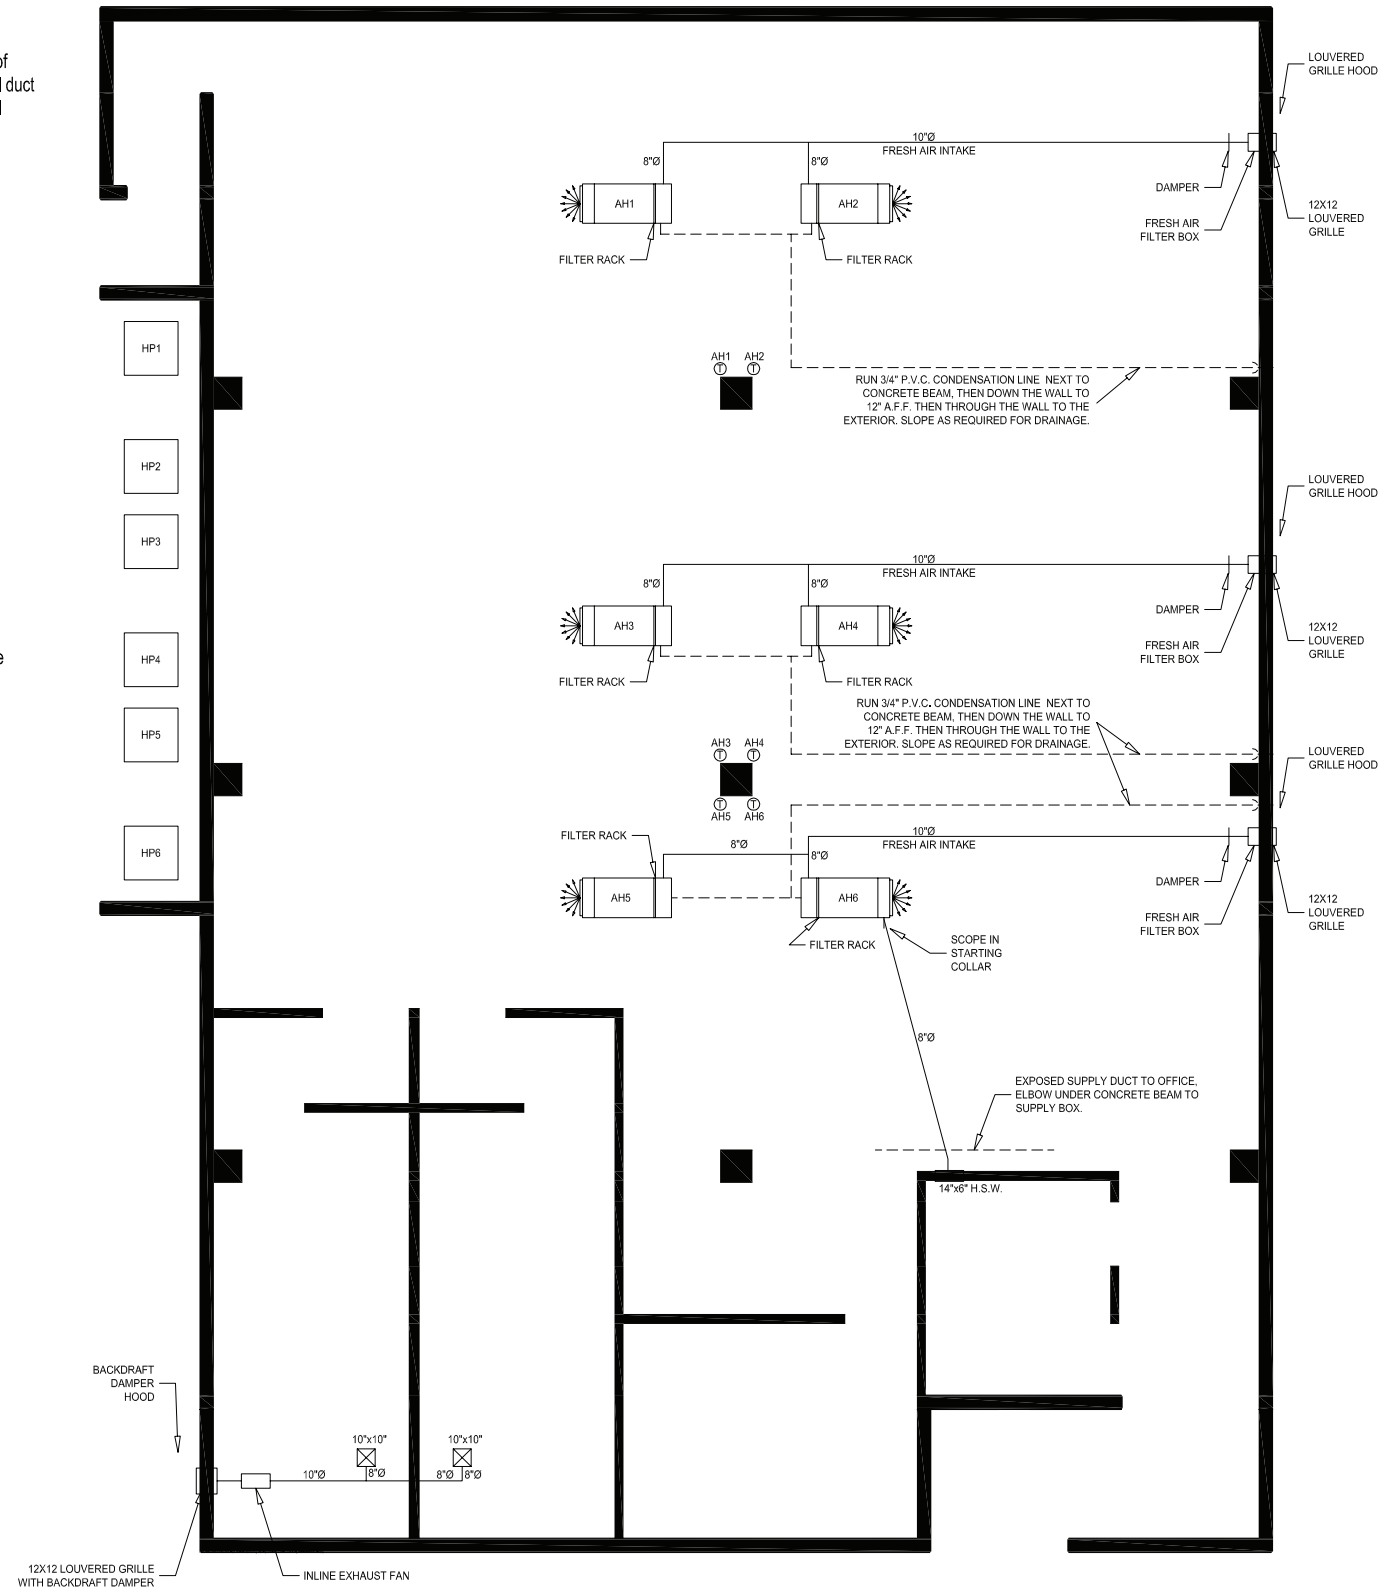 of
duct
LOUVERED
GRILLE HOOD
10"Ø
FRESH AIR INTAKE
8"Ø
8"Ø
DAMPER
AH1
AH2
12X12
LOUVERED
GRILLE
FRESH AIR
FILTER BOX
FILTER RACK
FILTER RACK
HP1
AH1
AH2
T
T
RUN 3/4" P.V.C. CONDENSATION LINE NEXT TO
CONCRETE BEAM, THEN DOWN THE WALL TO
12" A.F.F. THEN THROUGH THE WALL TO THE
EXTERIOR. SLOPE AS REQUIRED FOR DRAINAGE.
HP2
LOUVERED
GRILLE HOOD
HP3
10"Ø
FRESH AIR INTAKE
8"Ø
8"Ø
DAMPER
AH3
AH4
12X12
LOUVERED
GRILLE
FRESH AIR
FILTER BOX
e
HP4
FILTER RACK
FILTER RACK
RUN 3/4" P.V.C. CONDENSATION LINE NEXT TO
CONCRETE BEAM, THEN DOWN THE WALL TO
12" A.F.F. THEN THROUGH THE WALL TO THE
EXTERIOR. SLOPE AS REQUIRED FOR DRAINAGE.
HP5
AH3
AH4
T
T
LOUVERED
GRILLE HOOD
T
T
AH5
AH6
HP6
FILTER RACK
10"Ø
FRESH AIR INTAKE
8"Ø
8"Ø
DAMPER
AH5
AH6
12X12
LOUVERED
GRILLE
FRESH AIR
FILTER BOX
FILTER RACK
SCOPE IN
STARTING
COLLAR
8"Ø
EXPOSED SUPPLY DUCT TO OFFICE,
ELBOW UNDER CONCRETE BEAM TO
SUPPLY BOX.
14"x6" H.S.W.
BACKDRAFT
DAMPER
HOOD
10"x10"
10"x10"
10"Ø
8"Ø
8"Ø
8"Ø
12X12 LOUVERED GRILLE
WITH BACKDRAFT DAMPER
INLINE EXHAUST FAN